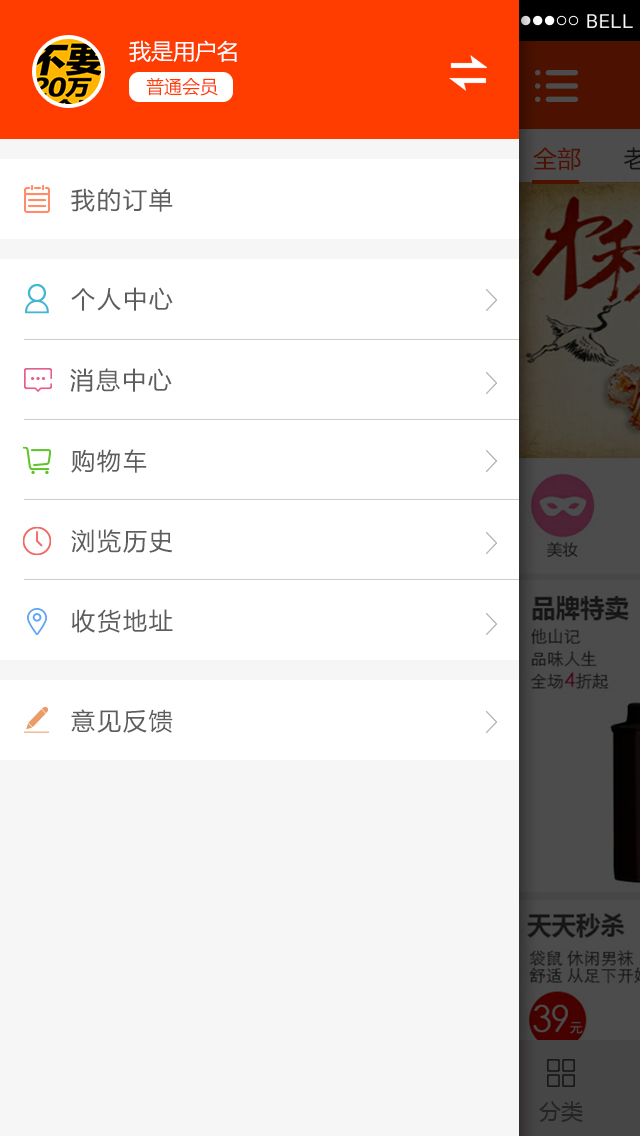 不要
20万
我是用户名
普通会员
我的订单
个人中心
消息中心
购物车
浏览历史
收货地址
意见反馈
BELL
全部 老
美妆
品牌特卖
他山记
品味人生
全场4折起
天天秒杀
袋鼠 休闲男袜
舒适 从足下开始
39元
分类